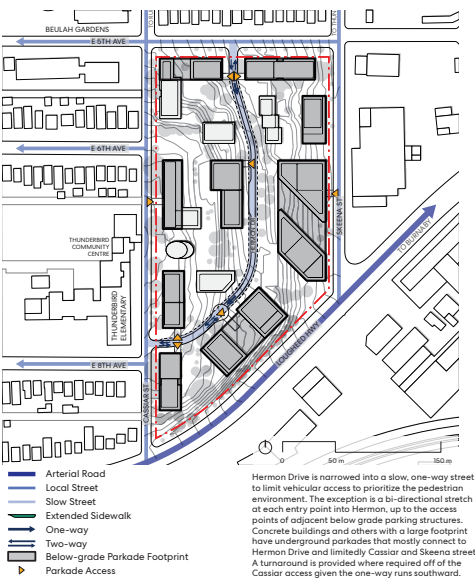 BEULAH GARDENS
E 5TH AVE
E 6TH AVE
THUNDERBIRD
COMMUNITY
CENTRE
THUNDERBIRD
ELEMENTARY
E 8TH AVE
CASSIAR ST
SKEENA ST
LOUGHEED HWY
TO BURNABY
0 50 m 150 m
Arterial Road
Local Street
Slow Street
Extended Sidewalk
One-way
Two-way
Below-grade Parkade Footprint
Parkade Access
Hermon Drive is narrowed into a slow, one-way street
to limit vehicular access to prioritize the pedestrian
environment. The exception is a bi-directional stretch
at each entry point into Hermon, up to the access
points of adjacent below grade parking structures.
Concrete buildings and others with a large footprint
have underground parkades that mostly connect to
Hermon Drive and limitedly Cassiar and Skeena street
A turnaround is provided where required off of the
Cassiar access given the one-way runs southward.